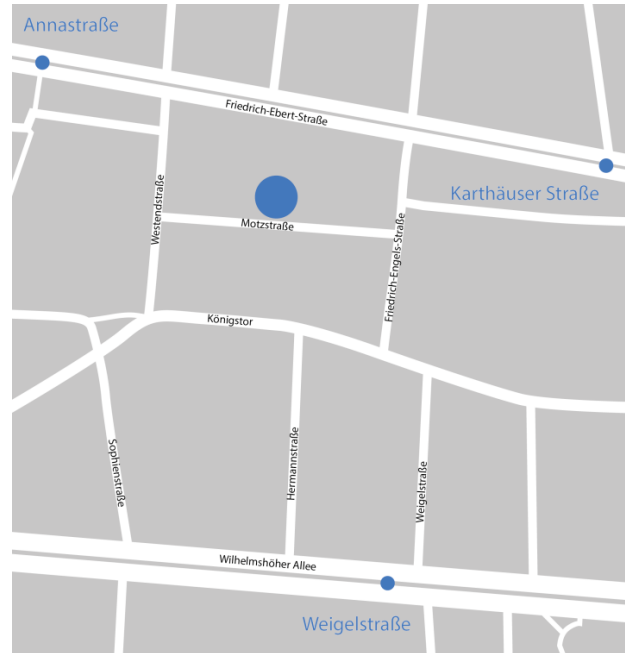 Annastraße
Friedrich-Ebert-Straße
Karthäuser Straße
Westendstraße
Motzstraße
Friedrich-Engels-Straße
Königstor
Sophienstraße
Hermannstraße
Weigelstraße
Wilhelmshöher Allee
Weigelstraße